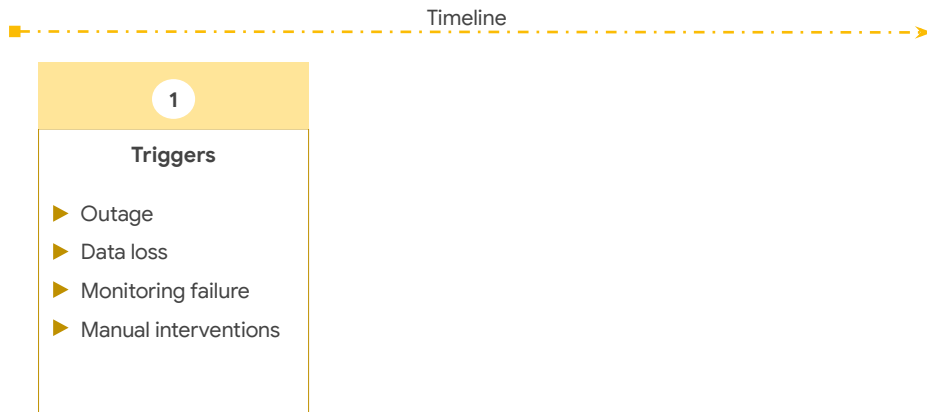 Timeline
1
Triggers
Outage
Data loss
Monitoring failure
Manual interventions